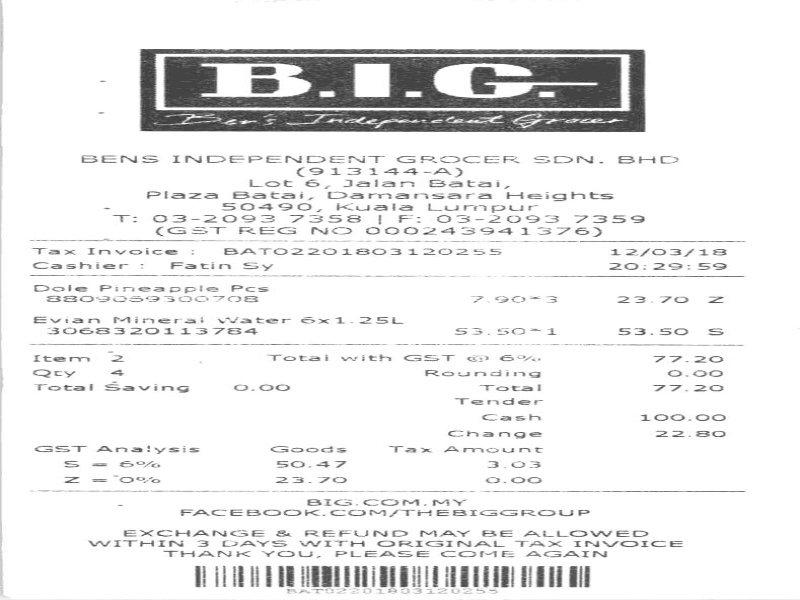 B.I.G.
Ben's Independent Grocer
BENS INDEPENDENT GROCER SDN. BHD
(913144-A)
Lot 6, Jalan Batai,
Plaza Batai, Damansara Heights
50490, Kuala Lumpur
T: 03-2093 7358 | F: 03-2093 7359
(GST REG NO 000243941376)
Tax Invoice : BAT02201803120255 12/03/18
Cashier : Fatin Sy 20:29:59
Dole Pineapple Pcs
8809069300708 7.90*3 23.70 Z
Evian Mineral Water 6x1.25L
3068320113784 53.50*1 53.50 S
Item 2 Total with GST @ 6% 77.20
Qty 4 Rounding 0.00
Total Saving 0.00 Total 77.20
Tender
Cash 100.00
Change 22.80
GST Analysis Goods Tax Amount
S = 6% 50.47 3.03
Z = 0% 23.70 0.00
BIG.COM.MY
FACEBOOK.COM/THEBIGGROUP
EXCHANGE & REFUND MAY BE ALLOWED
WITHIN 3 DAYS WITH ORIGINAL TAX INVOICE
THANK YOU, PLEASE COME AGAIN
BAT02201803120255